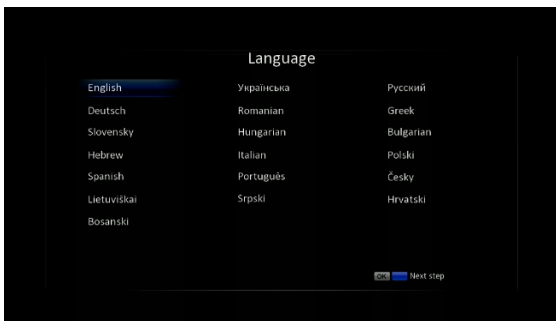 Language
English Українська Русский
Deutsch Romanian Greek
Slovensky Hungarian Bulgarian
Hebrew Italian Polski
Spanish Português Česky
Lietuviškai Srpski Hrvatski
Bosanski
OK Next step